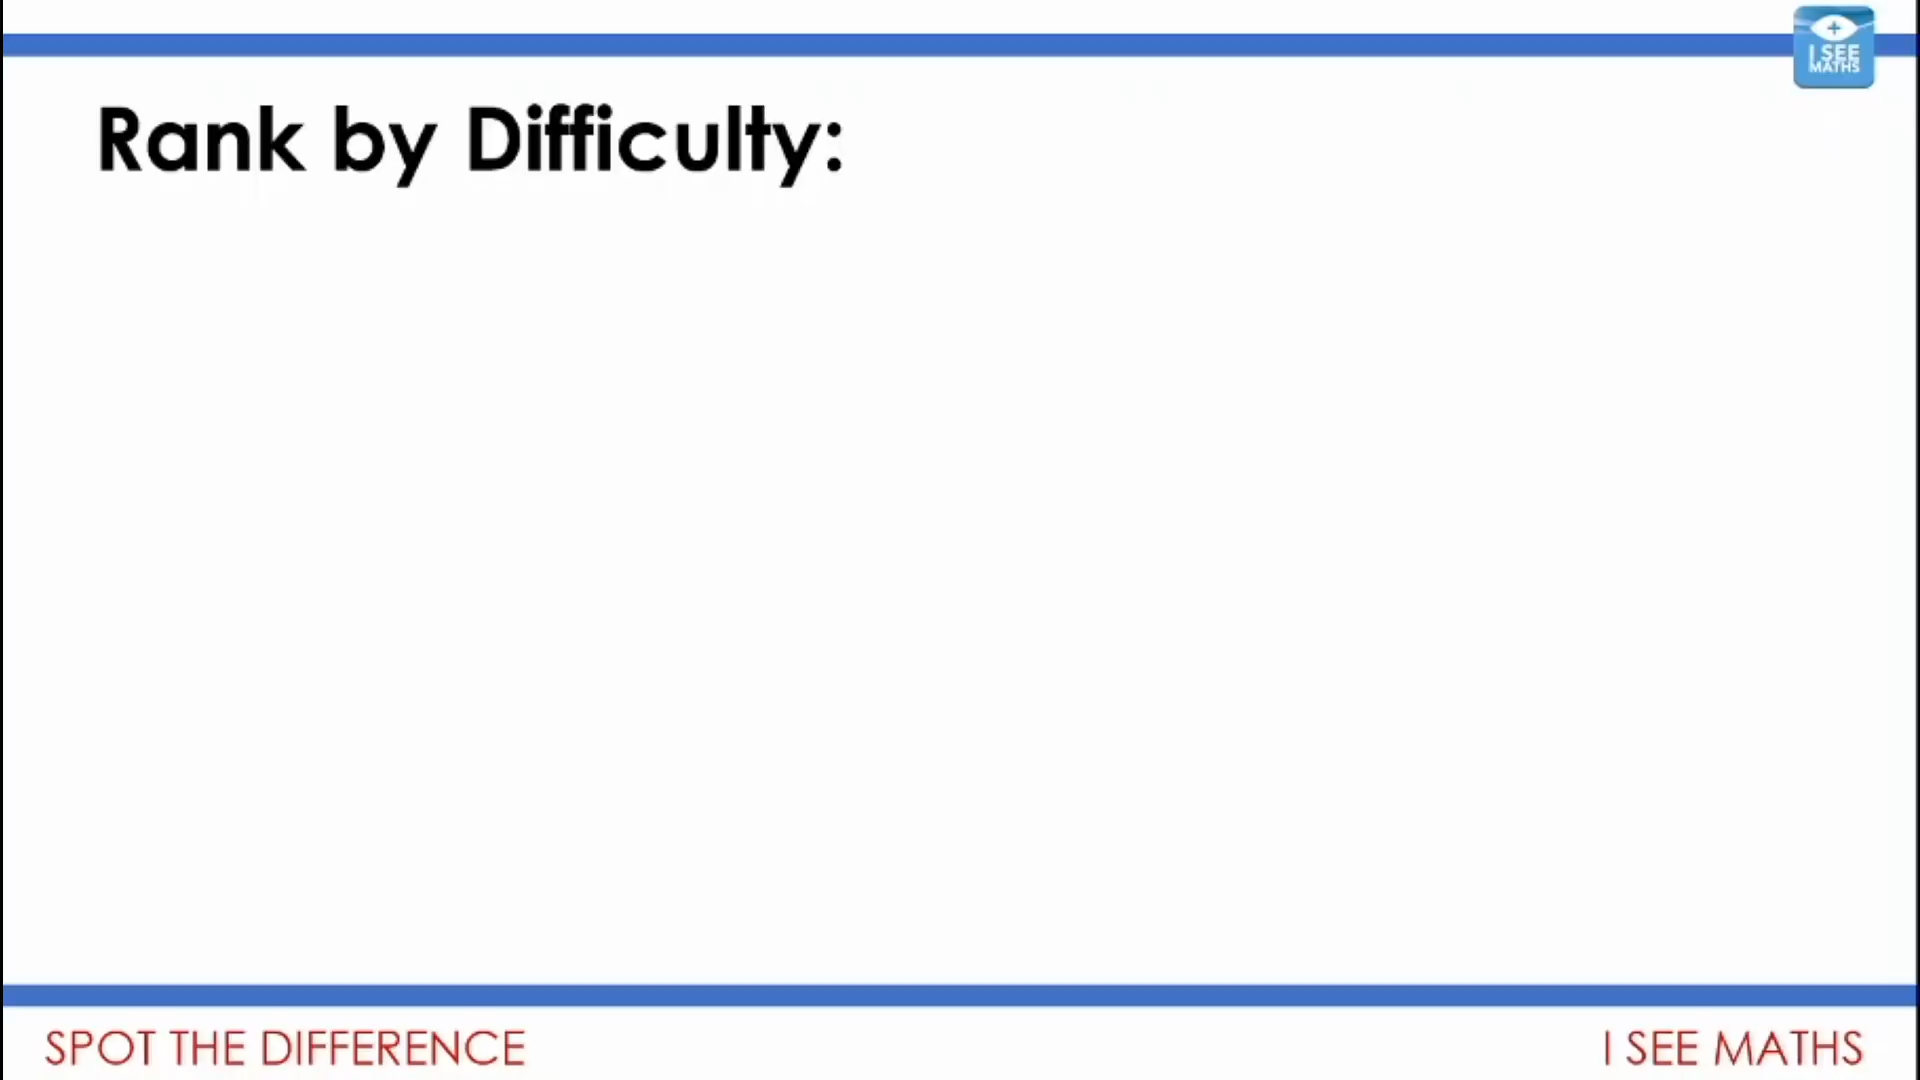 I SEE
MATHS
Rank by Difficulty:
SPOT THE DIFFERENCE
I SEE MATHS